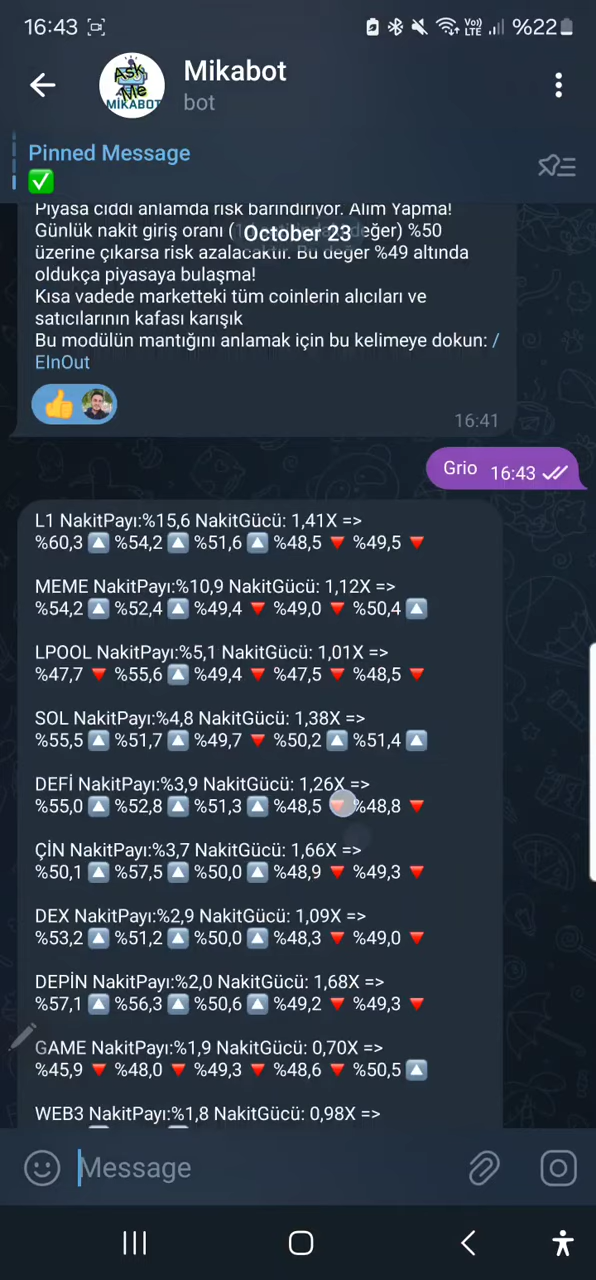 16:43
Vo))
LTE
%22
Ask
Me
MİKABOT
Mikabot
bot
Pinned Message
Piyasa ciddi anlamda risk barındırıyor. Alım Yapma!
Günlük nakit giriş oranı ( değer) %50
October 23
üzerine çıkarsa risk azalacaktır. Bu değer %49 altında
oldukça piyasaya bulaşma!
Kısa vadede marketteki tüm coinlerin alıcıları ve
satıcılarının kafası karışık
Bu modülün mantığını anlamak için bu kelimeye dokun: /
EInOut
16:41
Grio 16:43
L1 NakitPayı:%15,6 NakitGücü: 1,41X =>
%60,3 🔼 %54,2 🔼 %51,6 🔼 %48,5 🔻 %49,5 🔻
MEME NakitPayı:%10,9 NakitGücü: 1,12X =>
%54,2 🔼 %52,4 🔼 %49,4 🔻 %49,0 🔻 %50,4 🔼
LPOOL NakitPayı:%5,1 NakitGücü: 1,01X =>
%47,7 🔻 %55,6 🔼 %49,4 🔻 %47,5 🔻 %48,5 🔻
SOL NakitPayı:%4,8 NakitGücü: 1,38X =>
%55,5 🔼 %51,7 🔼 %49,7 🔻 %50,2 🔼 %51,4 🔼
DEFİ NakitPayı:%3,9 NakitGücü: 1,26X =>
%55,0 🔼 %52,8 🔼 %51,3 🔼 %48,5 🔻 %48,8 🔻
ÇİN NakitPayı:%3,7 NakitGücü: 1,66X =>
%50,1 🔼 %57,5 🔼 %50,0 🔼 %48,9 🔻 %49,3 🔻
DEX NakitPayı:%2,9 NakitGücü: 1,09X =>
%53,2 🔼 %51,2 🔼 %50,0 🔼 %48,3 🔻 %49,0 🔻
DEPİN NakitPayı:%2,0 NakitGücü: 1,68X =>
%57,1 🔼 %56,3 🔼 %50,6 🔼 %49,2 🔻 %49,3 🔻
GAME NakitPayı:%1,9 NakitGücü: 0,70X =>
%45,9 🔻 %48,0 🔻 %49,3 🔻 %48,6 🔻 %50,5 🔼
WEB3 NakitPayı:%1,8 NakitGücü: 0,98X =>
Message